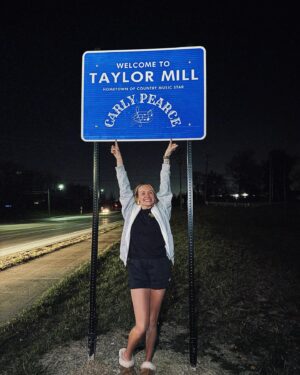 WELCOME TO
TAYLOR MILL
HOMETOWN OF COUNTRY MUSIC STAR
CARLY PEARCE